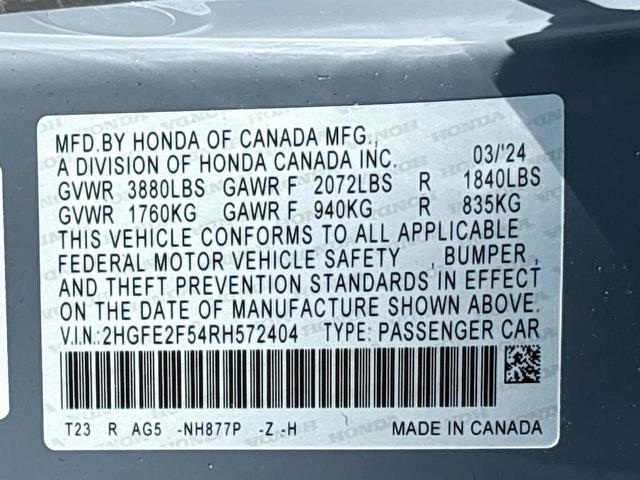 MFD.BY HONDA OF CANADA MFG.,
A DIVISION OF HONDA CANADA INC. 03/'24
GVWR 3880LBS GAWR F 2072LBS R 1840LBS
GVWR 1760KG GAWR F 940KG R 835KG
THIS VEHICLE CONFORMS TO ALL APPLICABLE
FEDERAL MOTOR VEHICLE SAFETY , BUMPER ,
AND THEFT PREVENTION STANDARDS IN EFFECT
ON THE DATE OF MANUFACTURE SHOWN ABOVE.
V.I.N.:2HGFE2F54RH572404 TYPE: PASSENGER CAR
T23 R AG5 -NH877P -Z -H MADE IN CANADA